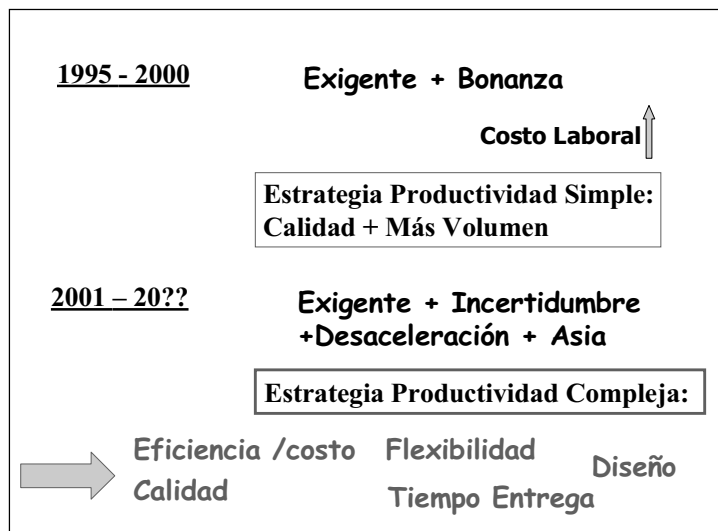 1995 - 2000
Exigente + Bonanza
Costo Laboral
Estrategia Productividad Simple:
Calidad + Más Volumen
2001 – 20??
Exigente + Incertidumbre
+Desaceleración + Asia
Estrategia Productividad Compleja:
Eficiencia /costo
Flexibilidad
Diseño
Calidad
Tiempo Entrega